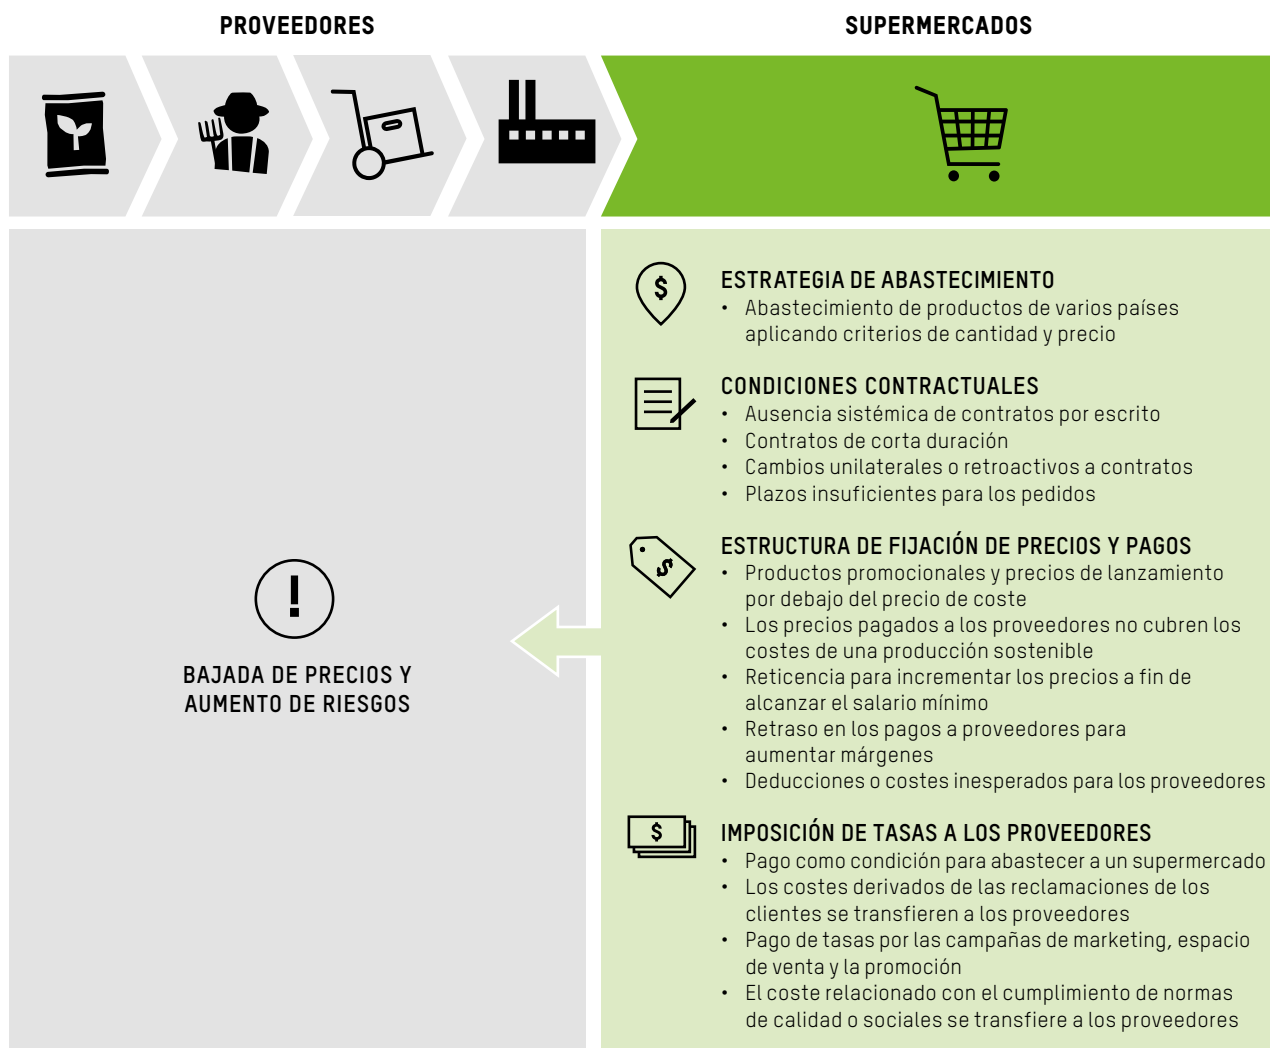 PROVEEDORES
SUPERMERCADOS
BAJADA DE PRECIOS Y
AUMENTO DE RIESGOS
ESTRATEGIA DE ABASTECIMIENTO
• Abastecimiento de productos de varios países
aplicando criterios de cantidad y precio
CONDICIONES CONTRACTUALES
• Ausencia sistémica de contratos por escrito
• Contratos de corta duración
• Cambios unilaterales o retroactivos a contratos
• Plazos insuficientes para los pedidos
ESTRUCTURA DE FIJACIÓN DE PRECIOS Y PAGOS
• Productos promocionales y precios de lanzamiento
por debajo del precio de coste
• Los precios pagados a los proveedores no cubren los
costes de una producción sostenible
• Reticencia para incrementar los precios a fin de
alcanzar el salario mínimo
• Retraso en los pagos a proveedores para
aumentar márgenes
• Deducciones o costes inesperados para los proveedores
IMPOSICIÓN DE TASAS A LOS PROVEEDORES
• Pago como condición para abastecer a un supermercado
• Los costes derivados de las reclamaciones de los
clientes se transfieren a los proveedores
• Pago de tasas por las campañas de marketing, espacio
de venta y la promoción
• El coste relacionado con el cumplimiento de normas
de calidad o sociales se transfiere a los proveedores